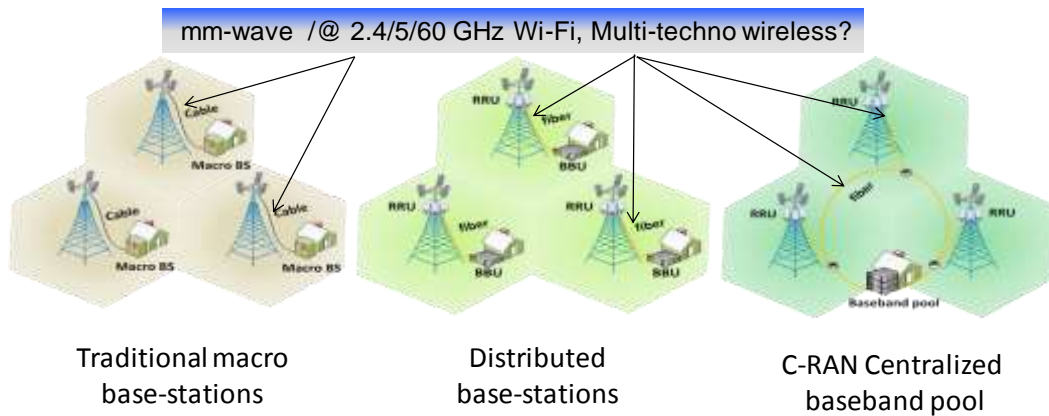 mm-wave /@ 2.4/5/60 GHz Wi-Fi, Multi-techno wireless?
Cable
Macro BS
Cable
Macro BS
Cable
Macro BS
RRU
fiber
BBU
RRU
fiber
BBU
RRU
fiber
BBU
RRU
fiber
RRU
RRU
Baseband pool
Traditional macro
base-stations
Distributed
base-stations
C-RAN Centralized
baseband pool